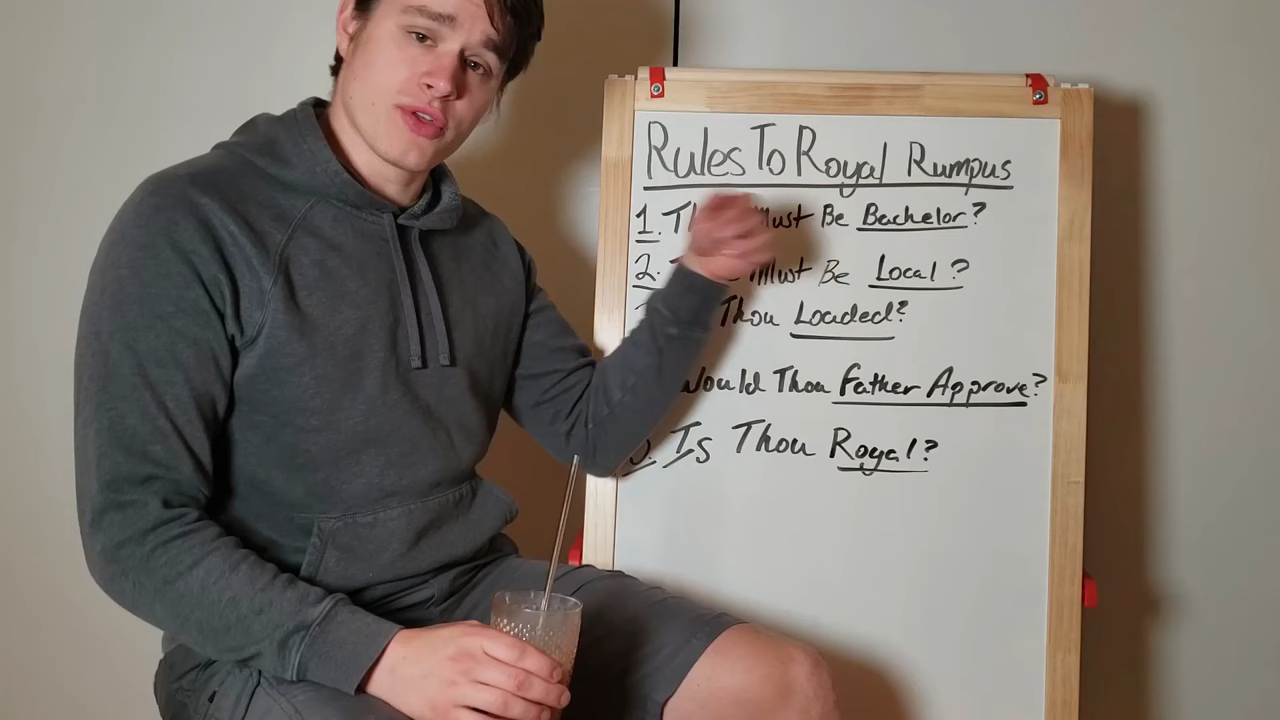 Rules To Royal Rumpus
1. Must Be Bachelor?
2. Must Be Local?
Thou Loaded?
Would Thou Father Approve?
Is Thou Royal?